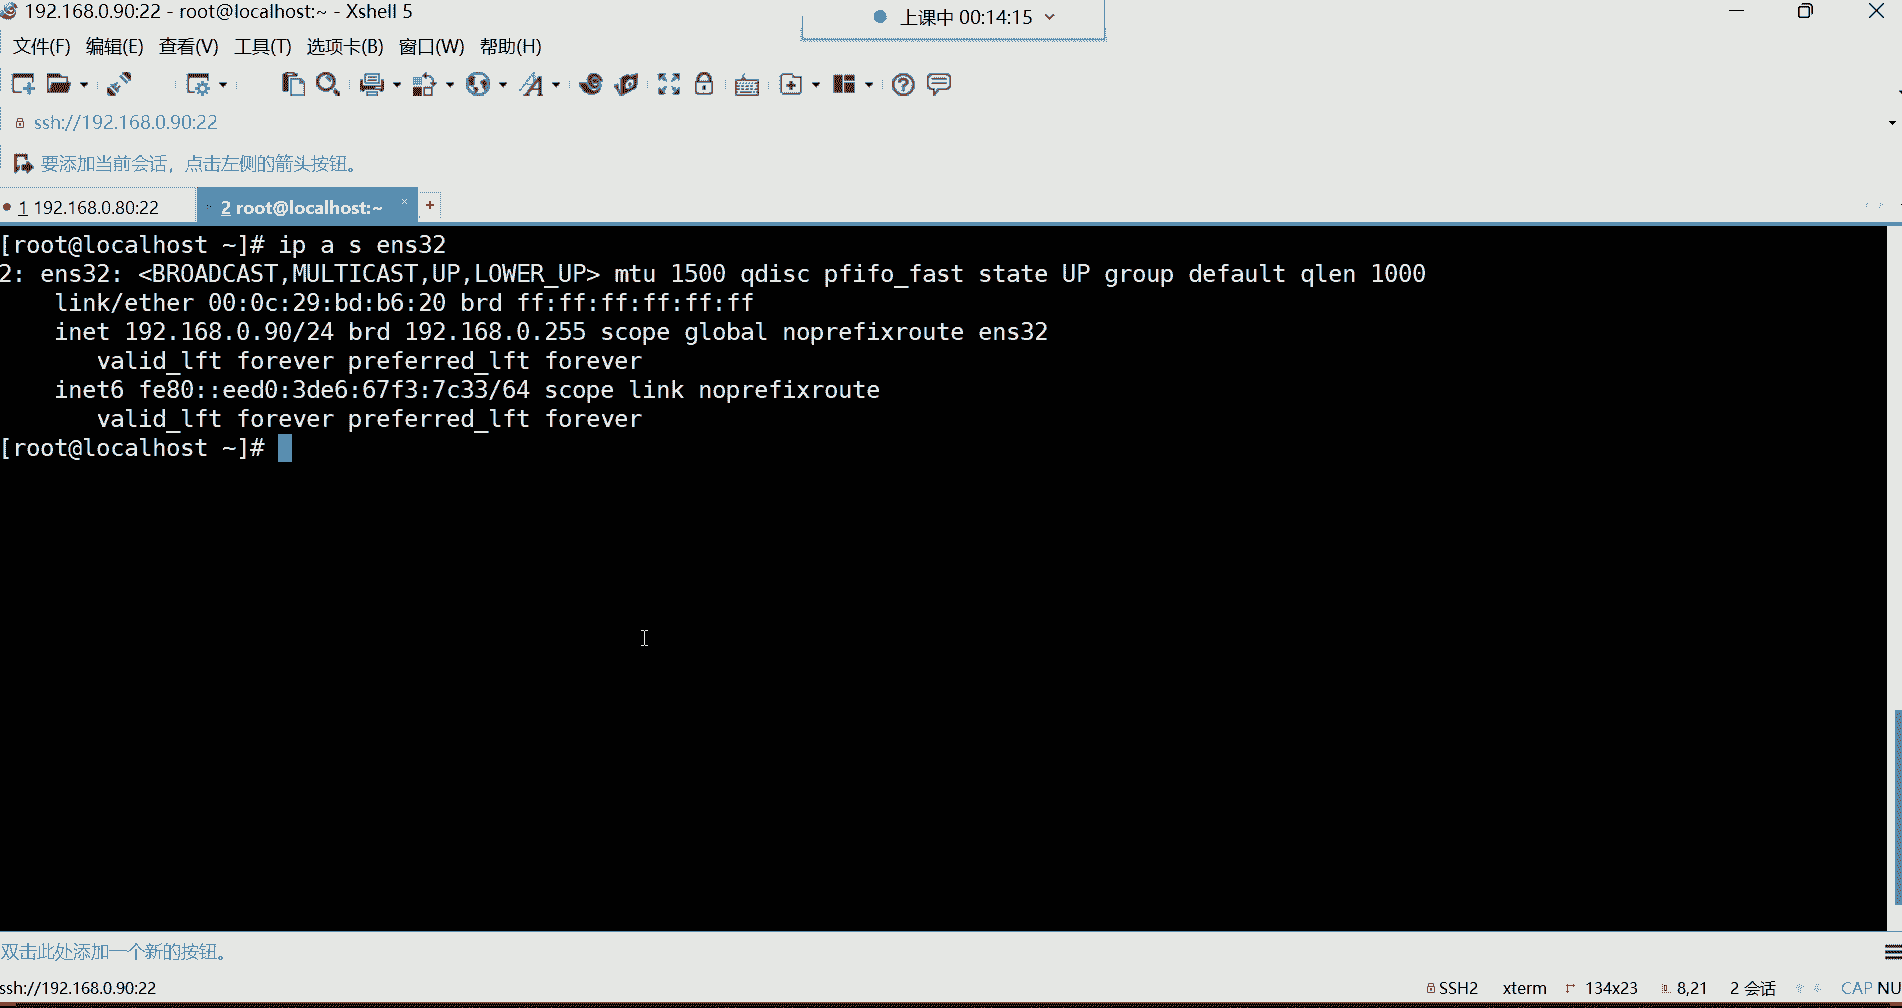 192.168.0.90:22 - root@localhost:~ - Xshell 5
上课中 00:14:15
文件(F) 编辑(E) 查看(V) 工具(T) 选项卡(B) 窗口(W) 帮助(H)
ssh://192.168.0.90:22
要添加当前会话，点击左侧的箭头按钮。
1 192.168.0.80:22
2 root@localhost:~
[root@localhost ~]# ip a s ens32
2: ens32: <BROADCAST,MULTICAST,UP,LOWER_UP> mtu 1500 qdisc pfifo_fast state UP group default qlen 1000
link/ether 00:0c:29:bd:b6:20 brd ff:ff:ff:ff:ff:ff
inet 192.168.0.90/24 brd 192.168.0.255 scope global noprefixroute ens32
valid_lft forever preferred_lft forever
inet6 fe80::eed0:3de6:67f3:7c33/64 scope link noprefixroute
valid_lft forever preferred_lft forever
[root@localhost ~]#
双击此处添加一个新的按钮。
ssh://192.168.0.90:22
SSH2 xterm 134x23 8,21 2 会话 CAP NU